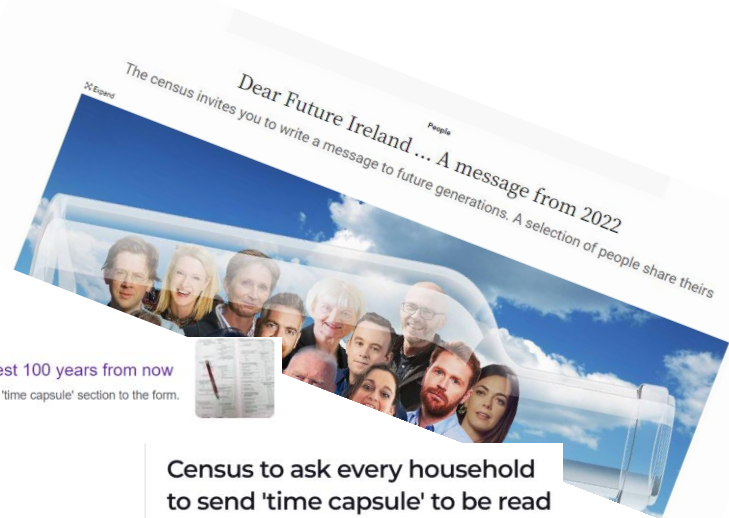 People
Dear Future Ireland ... A message from 2022
The census invites you to write a message to future generations. A selection of people share theirs
Expand
est 100 years from now
'time capsule' section to the form.
Census to ask every household
to send 'time capsule' to be read